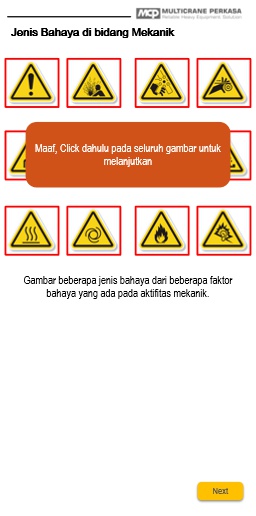 MCP MULTICRANE PERKASA
Reliable Heavy Equipment Solution
Jenis Bahaya di bidang Mekanik
Maaf, Click dahulu pada seluruh gambar untuk
melanjutkan
Gambar beberapa jenis bahaya dari beberapa faktor
bahaya yang ada pada aktifitas mekanik.
Next